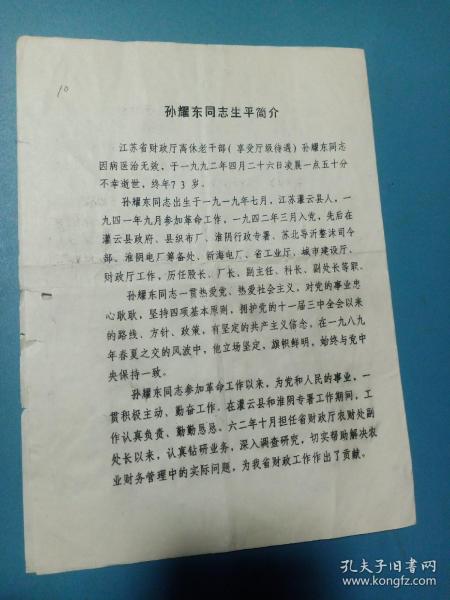 10
孙耀东同志生平简介
江苏省财政厅离休老干部(享受厅级待遇)孙耀东同志
因病医治无效，于一九九二年四月二十六日凌晨一点五十分
不幸逝世，终年73岁。
孙耀东同志出生于一九一九年七月，江苏灌云县人，一
九四一年九月参加革命工作，一九四二年三月入党，先后在
灌云县政府、县织布厂、淮阴行政专署、苏北导沂整沭司令
部、淮阴电厂筹备处、新海电厂、省工业厅、城市建设厅、
财政厅工作，历任股长、厂长、副主任、科长、副处长等职。
孙耀东同志一贯热爱党、热爱社会主义，对党的事业忠
心耿耿，坚持四项基本原则，拥护党的十一届三中全会以来
的路线、方针、政策，有坚定的共产主义信念，在一九八九
年春夏之交的风波中，他立场坚定，旗帜鲜明，始终与党中
央保持一致。
孙耀东同志参加革命工作以来，为党和人民的事业，一
贯积极主动、勤奋工作。在灌云县和淮阴专署工作期间，工
作认真负责、勤勤恳恳。六二年十月担任省财政厅农财处副
处长以来，认真钻研业务，深入调查研究，切实帮助解决农
业财务管理中的实际问题，为我省财政工作作出了贡献。
孔夫子旧书网
www.kongfz.com